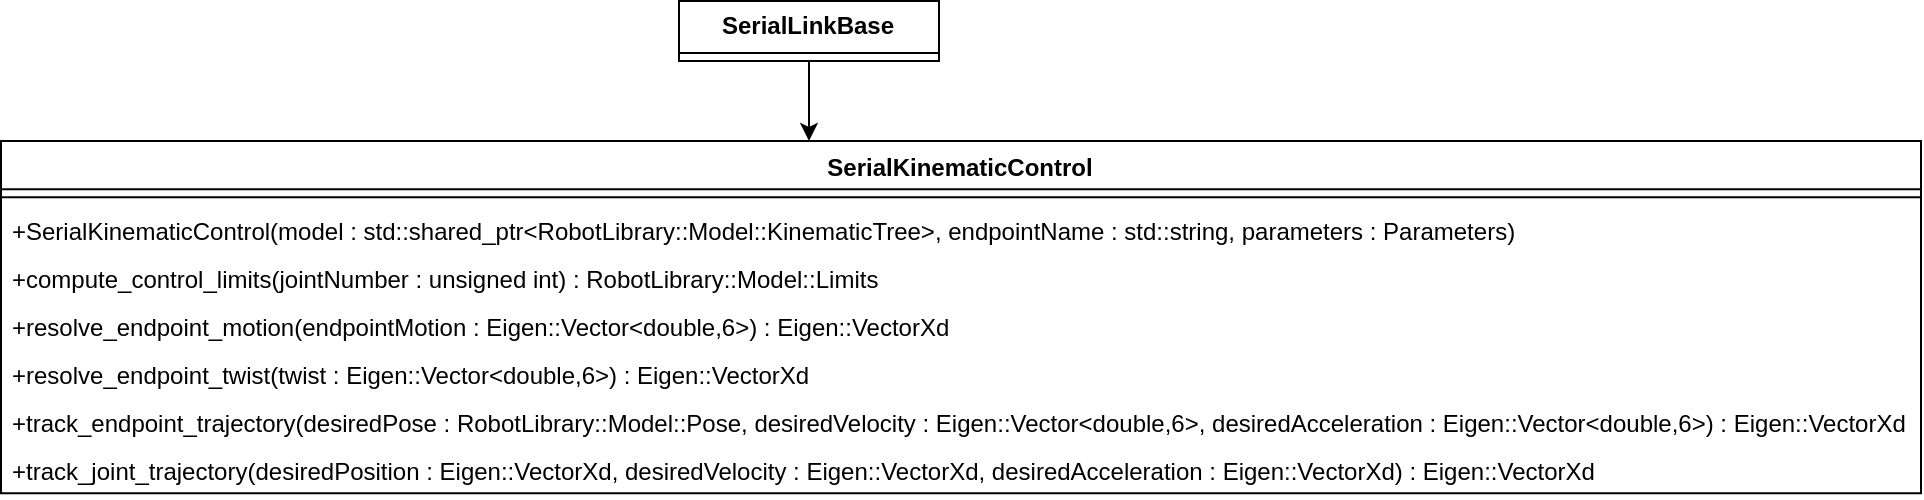 SerialLinkBase
SerialKinematicControl
+SerialKinematicControl(model : std::shared_ptr<RobotLibrary::Model::KinematicTree>, endpointName : std::string, parameters : Parameters)
+compute_control_limits(jointNumber : unsigned int) : RobotLibrary::Model::Limits
+resolve_endpoint_motion(endpointMotion : Eigen::Vector<double,6>) : Eigen::VectorXd
+resolve_endpoint_twist(twist : Eigen::Vector<double,6>) : Eigen::VectorXd
+track_endpoint_trajectory(desiredPose : RobotLibrary::Model::Pose, desiredVelocity : Eigen::Vector<double,6>, desiredAcceleration : Eigen::Vector<double,6>) : Eigen::VectorXd
+track_joint_trajectory(desiredPosition : Eigen::VectorXd, desiredVelocity : Eigen::VectorXd, desiredAcceleration : Eigen::VectorXd) : Eigen::VectorXd